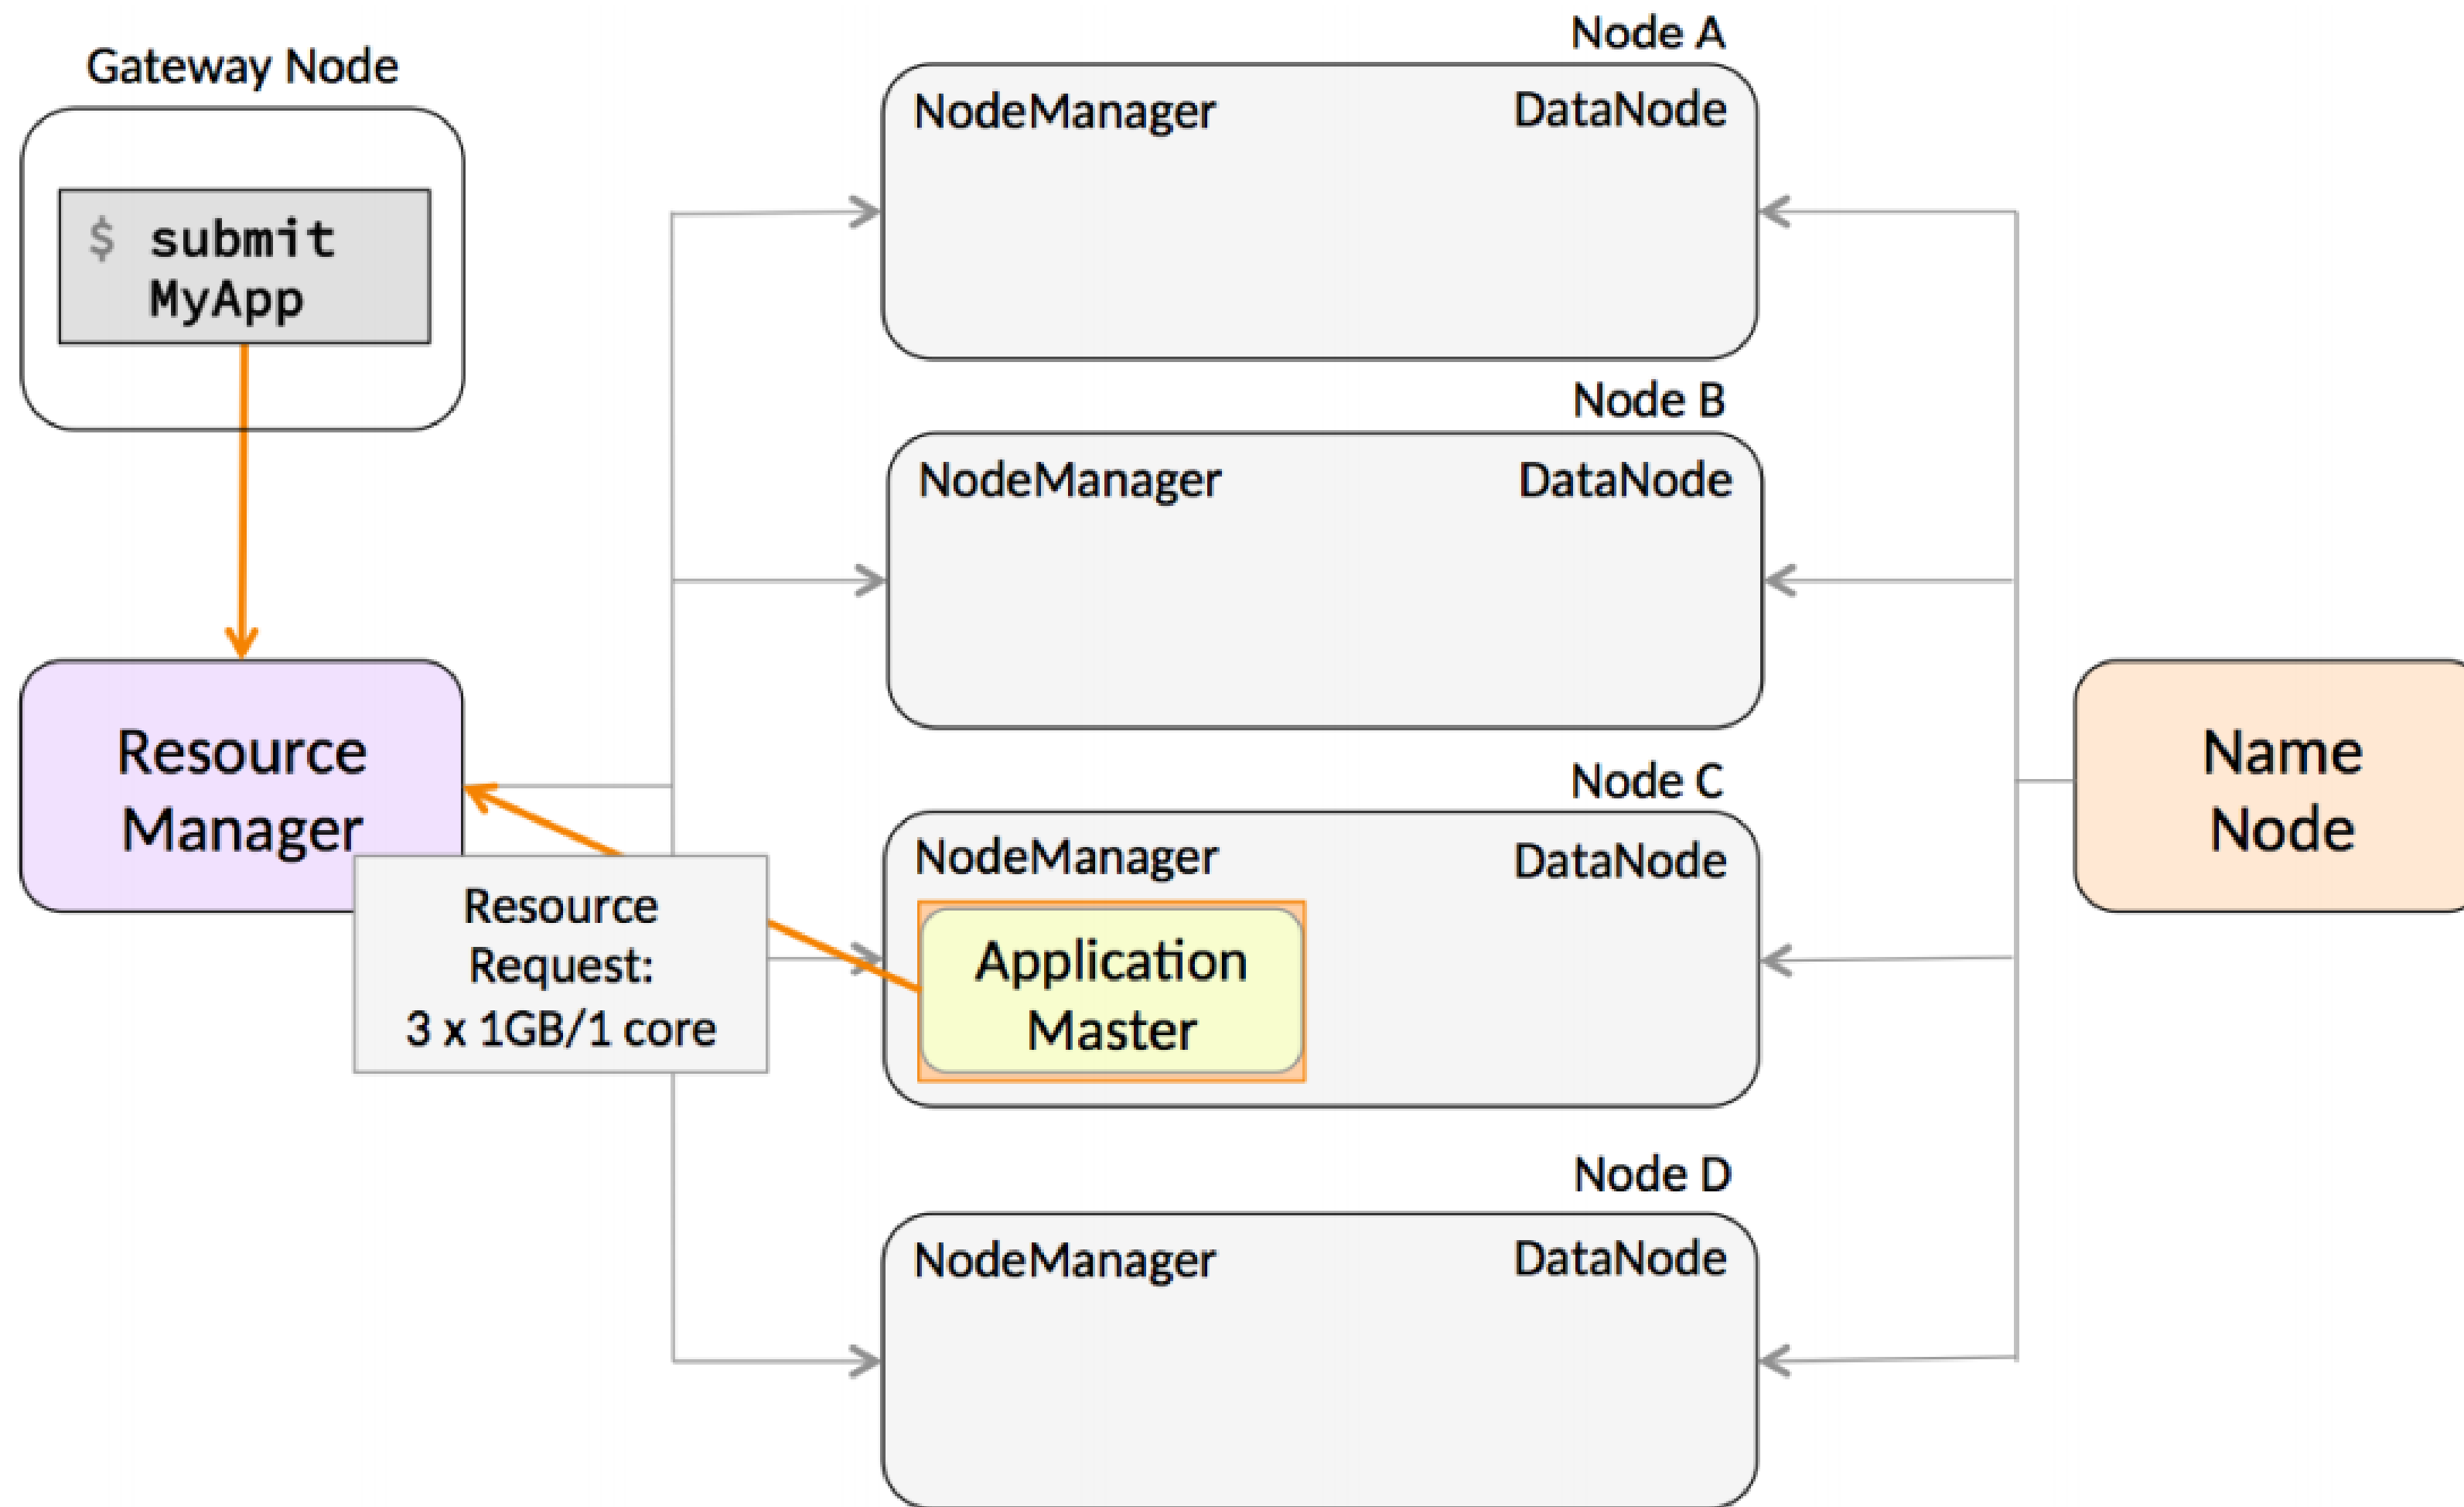 Gateway Node
$ submit
MyApp
Resource
Manager
Resource
Request:
3 x 1GB/1 core
Node A
NodeManager DataNode
Node B
NodeManager DataNode
Node C
NodeManager DataNode
Application
Master
Node D
NodeManager DataNode
Name
Node